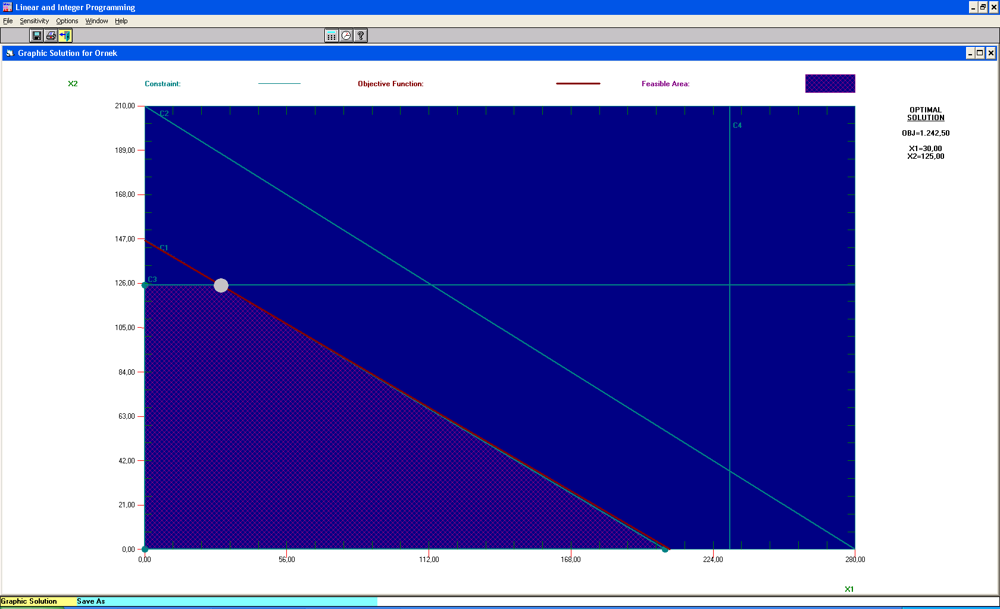 Linear and Integer Programming
File Sensitivity Options Window Help
Graphic Solution for Ornek
X2 Constraint: Objective Function: Feasible Area:
OPTIMAL
SOLUTION
OBJ=1.242,50
X1=30,00
X2=125,00
210,00
189,00
168,00
147,00
126,00
105,00
84,00
63,00
42,00
21,00
0,00
C2
C4
C1
C3
0,00 56,00 112,00 168,00 224,00 280,00
X1
Graphic Solution Save As